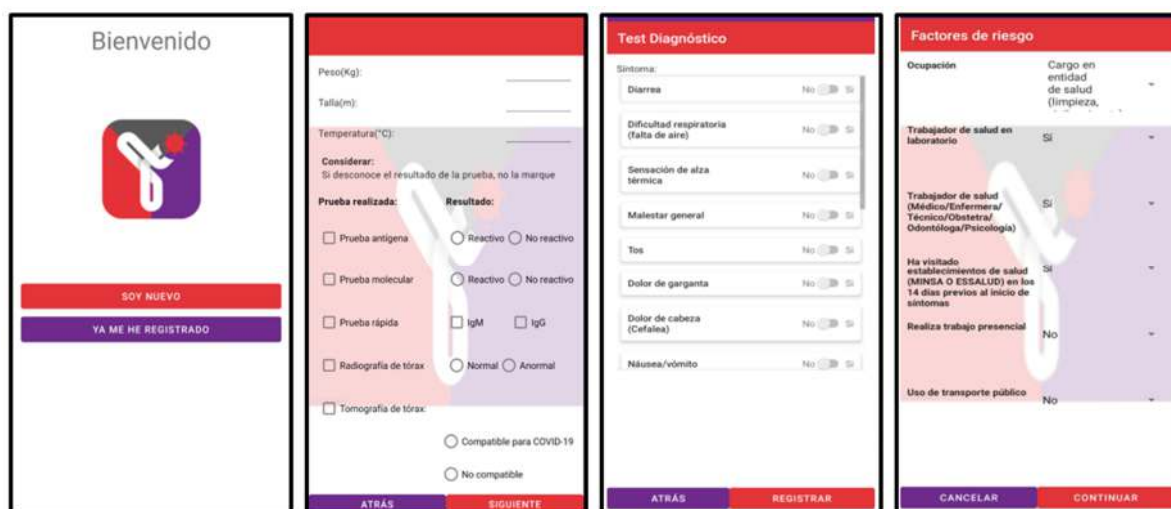 Bienvenido
SOY NUEVO
YA ME HE REGISTRADO
Peso(Kg):
Talla(m):
Temperatura(°C):
Considerar:
Si desconoce el resultado de la prueba, no la marque
Prueba realizada: Resultado:
Prueba antígena Reactivo No reactivo
Prueba molecular Reactivo No reactivo
Prueba rápida IgM IgG
Radiografía de tórax Normal Anormal
Tomografía de tórax:
Compatible para COVID-19
No compatible
ATRÁS SIGUIENTE
Test Diagnóstico
Síntoma:
Diarrea No Si
Dificultad respiratoria
(falta de aire) No Si
Sensación de alza
térmica No Si
Malestar general No Si
Tos No Si
Dolor de garganta No Si
Dolor de cabeza
(Cefalea) No Si
Náusea/vómito No Si
ATRÁS REGISTRAR
Factores de riesgo
Ocupación Cargo en
entidad
de salud
(limpieza,
Trabajador de salud en
laboratorio Sí
Trabajador de salud
(Médico/Enfermera/ Sí
Técnico/Obstetra/
Odontóloga/Psicología)
Ha visitado
establecimientos de salud Sí
(MINSA O ESSALUD) en los
14 días previos al inicio de
síntomas
Realiza trabajo presencial No
Uso de transporte público No
CANCELAR CONTINUAR